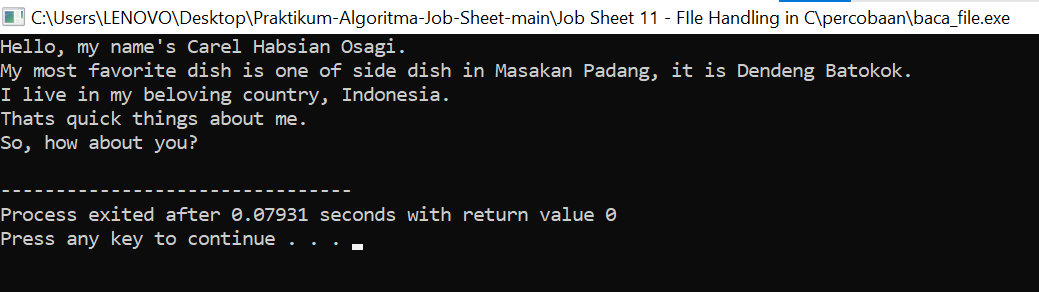 C:\Users\LENOVO\Desktop\Praktikum-Algoritma-Job-Sheet-main\Job Sheet 11 - FIle Handling in C\percobaan\baca_file.exe
Hello, my name's Carel Habsian Osagi.
My most favorite dish is one of side dish in Masakan Padang, it is Dendeng Batokok.
I live in my beloving country, Indonesia.
Thats quick things about me.
So, how about you?
--------------------------------
Process exited after 0.07931 seconds with return value 0
Press any key to continue . . .